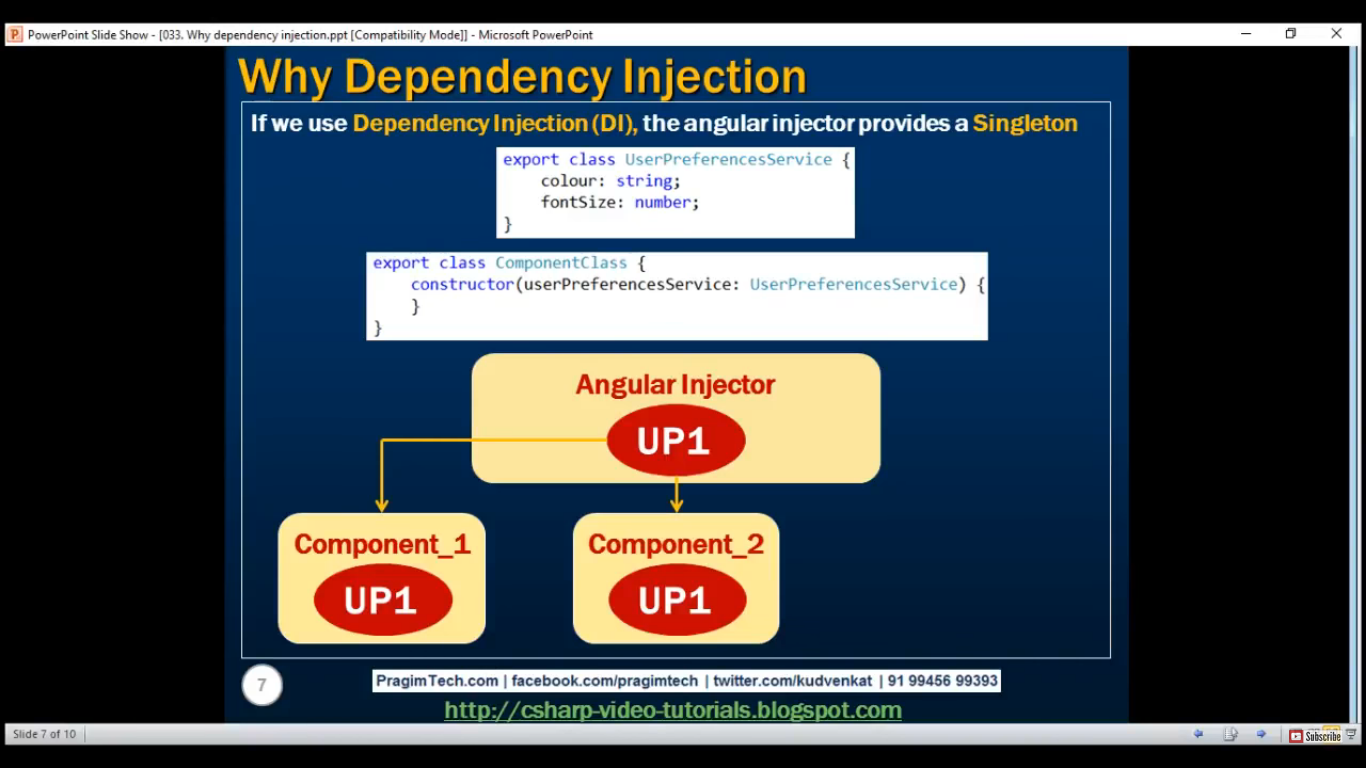 PowerPoint Slide Show - [033. Why dependency injection.ppt [Compatibility Mode]] - Microsoft PowerPoint
Why Dependency Injection
If we use Dependency Injection (DI), the angular injector provides a Singleton
export class UserPreferencesService {
    colour: string;
    fontSize: number;
}
export class ComponentClass {
    constructor(userPreferencesService: UserPreferencesService) {
    }
}
Angular Injector
UP1
Component_1
UP1
Component_2
UP1
7
PragimTech.com | facebook.com/pragimtech | twitter.com/kudvenkat | 91 99456 99393
http://csharp-video-tutorials.blogspot.com
Slide 7 of 10
Subscribe